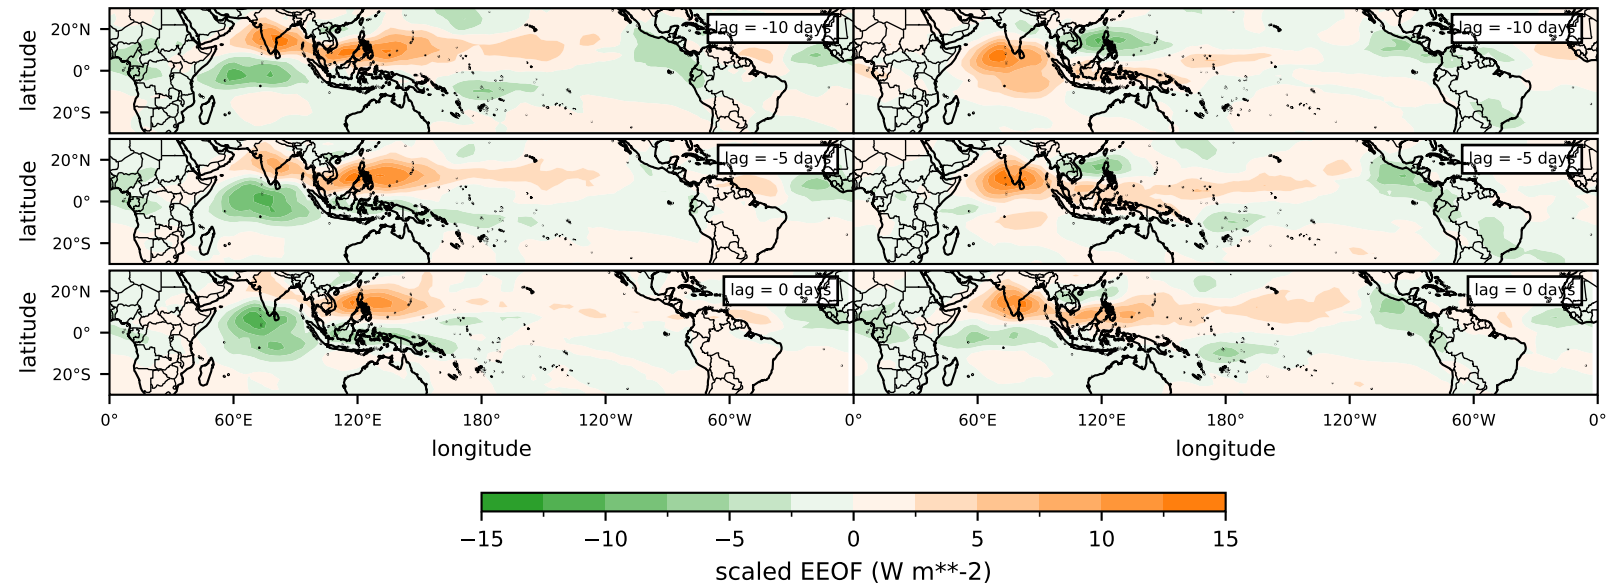 20°N
0°
20°S
latitude
lag = -10 days
lag = -10 days
20°N
0°
20°S
latitude
lag = -5 days
lag = -5 days
20°N
0°
20°S
latitude
lag = 0 days
lag = 0 days
0° 60°E 120°E 180° 120°W 60°W 0° 60°E 120°E 180° 120°W 60°W 0°
longitude longitude
−15 −10 −5 0 5 10 15
scaled EEOF (W m**-2)